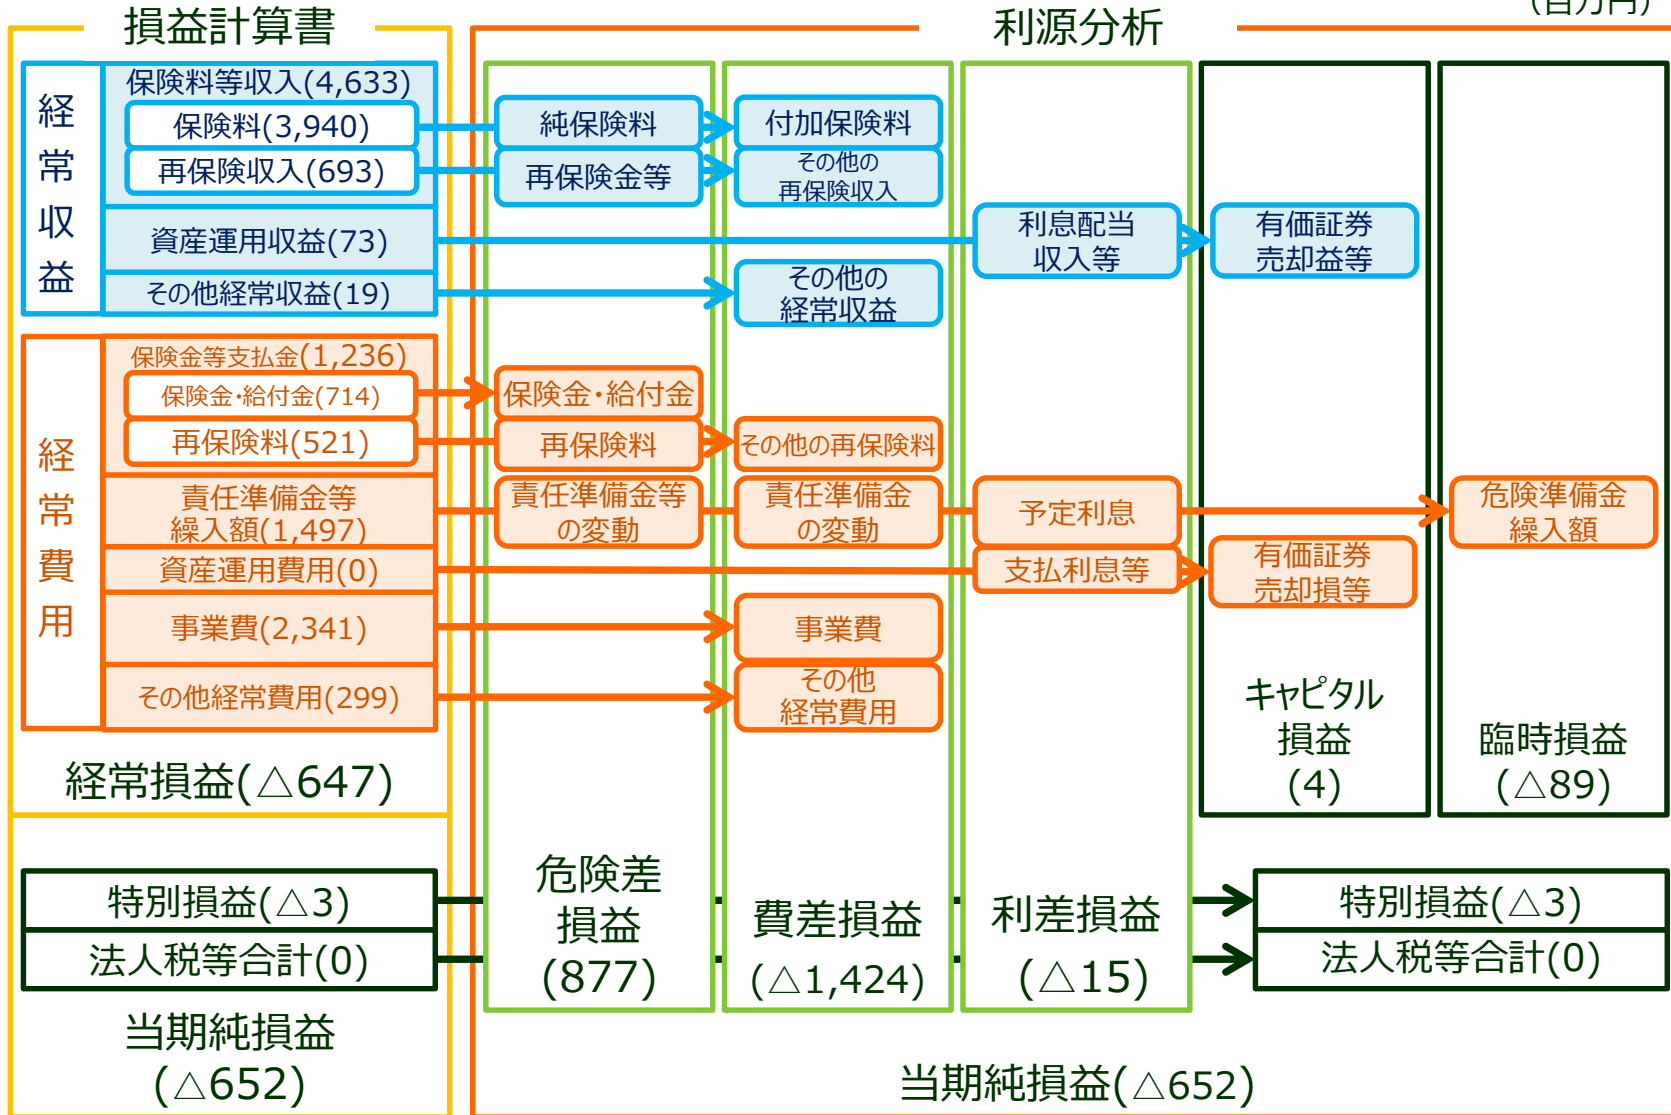 (百万円)
損益計算書
利源分析
経常収益
保険料等収入(4,633)
保険料(3,940)
再保険収入(693)
資産運用収益(73)
その他経常収益(19)
純保険料
付加保険料
再保険金等
その他の
再保険収入
利息配当
収入等
有価証券
売却益等
その他の
経常収益
経常費用
保険金等支払金(1,236)
保険金・給付金(714)
再保険料(521)
責任準備金等
繰入額(1,497)
資産運用費用(0)
事業費(2,341)
その他経常費用(299)
保険金・給付金
再保険料
その他の再保険料
責任準備金等
の変動
責任準備金
の変動
予定利息
危険準備金
繰入額
支払利息等
有価証券
売却損等
事業費
その他
経常費用
経常損益(△647)
キャピタル
損益
(4)
臨時損益
(△89)
特別損益(△3)
法人税等合計(0)
危険差
損益
(877)
費差損益
(△1,424)
利差損益
(△15)
特別損益(△3)
法人税等合計(0)
当期純損益
(△652)
当期純損益(△652)